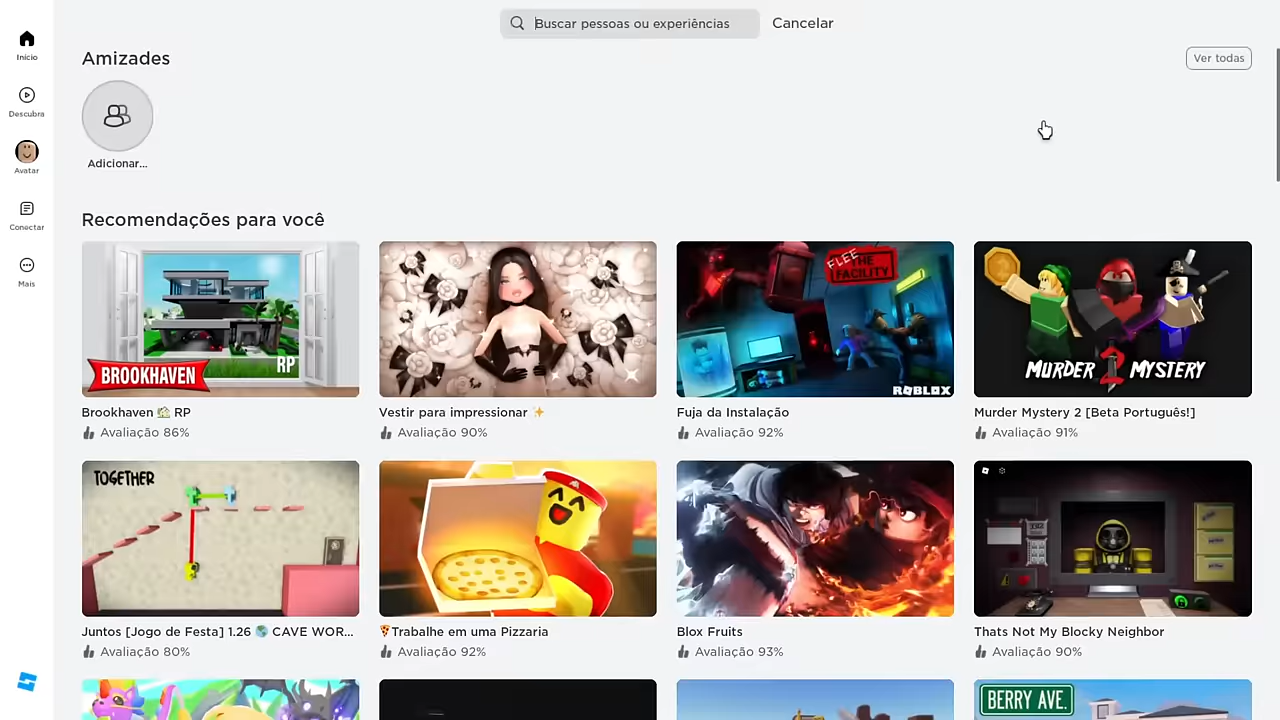 Buscar pessoas ou experiências
Cancelar
Início
Descubra
Avatar
Conectar
Mais
Amizades
Ver todas
Adicionar...
Recomendações para você
BROOKHAVEN
RP
FLEE
THE
FACILITY
ROBLOX
MURDER 2 MYSTERY
Brookhaven 🏡 RP
Vestir para impressionar ✨
Fuja da Instalação
Murder Mystery 2 [Beta Português!]
Avaliação 86%
Avaliação 90%
Avaliação 92%
Avaliação 91%
TOGETHER
Juntos [Jogo de Festa] 1.26 🌎 CAVE WOR...
🍕Trabalhe em uma Pizzaria
Blox Fruits
Thats Not My Blocky Neighbor
Avaliação 80%
Avaliação 92%
Avaliação 93%
Avaliação 90%
BERRY AVE.